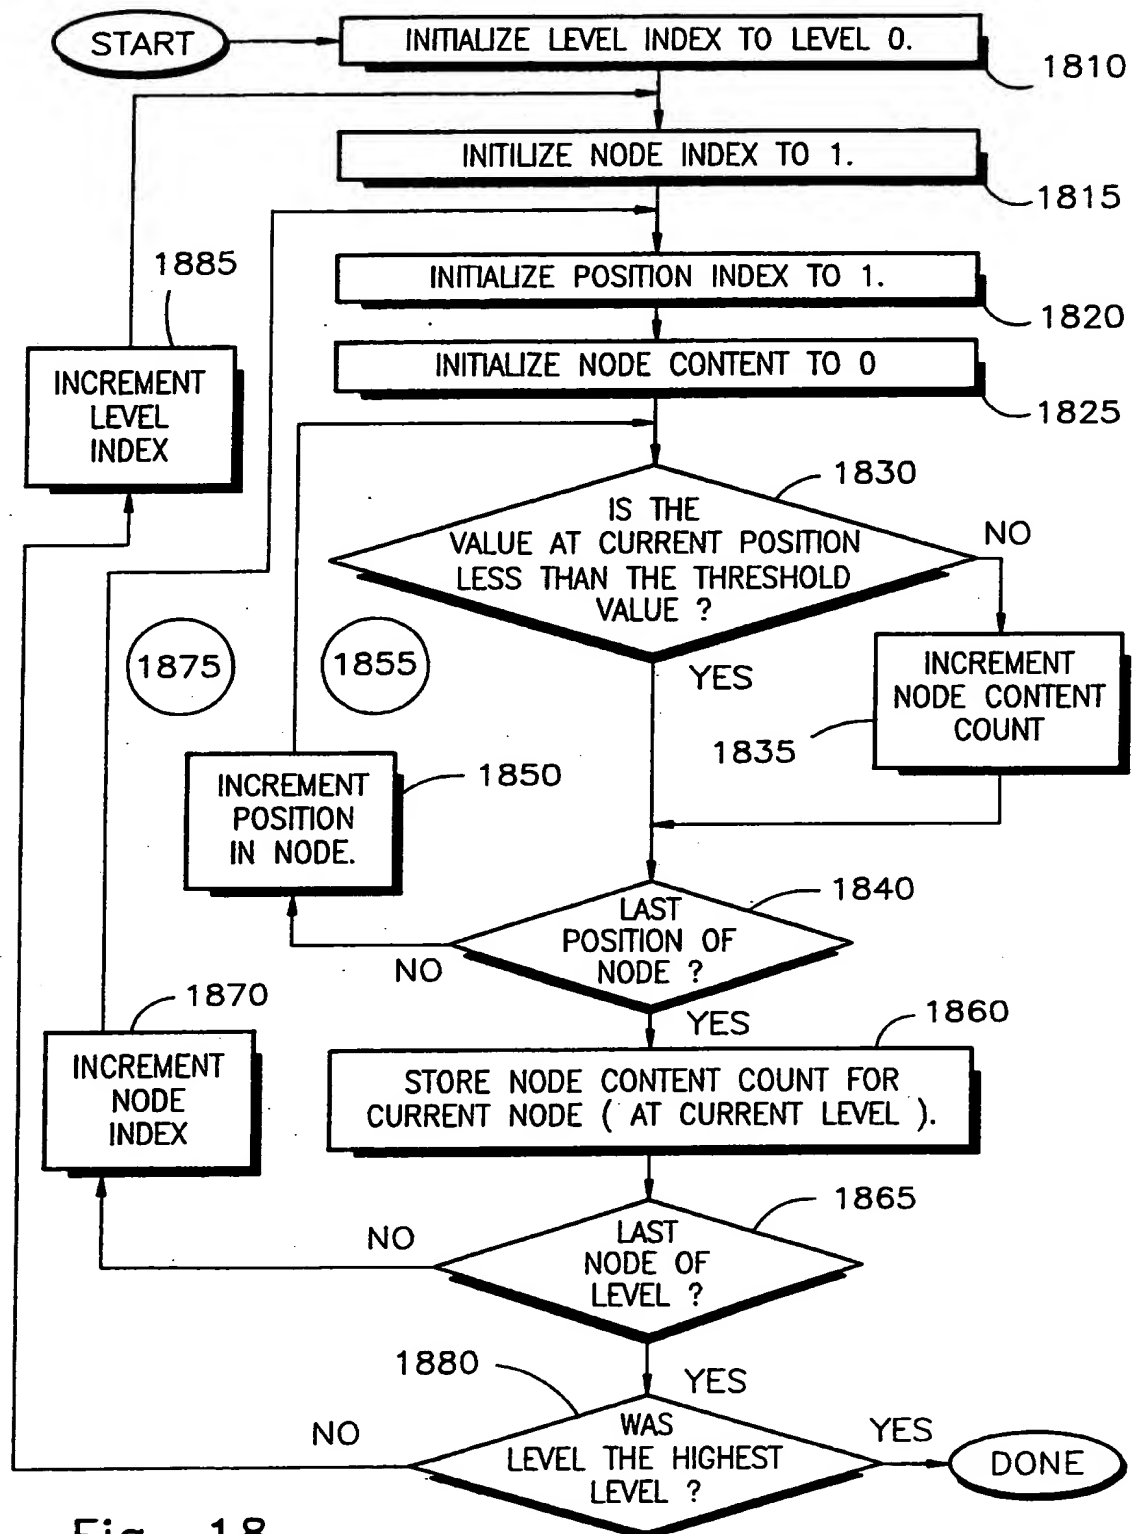 START
INITIALIZE LEVEL INDEX TO LEVEL 0.
1810
INITILIZE NODE INDEX TO 1.
1815
1885
INITIALIZE POSITION INDEX TO 1.
1820
INCREMENT
LEVEL
INDEX
INITIALIZE NODE CONTENT TO 0
1825
1830
IS THE
VALUE AT CURRENT POSITION
LESS THAN THE THRESHOLD
VALUE ?
NO
YES
1875
1855
INCREMENT
NODE CONTENT
COUNT
1835
INCREMENT
POSITION
IN NODE.
1850
LAST
POSITION OF
NODE ?
1840
NO
YES
1870
INCREMENT
NODE
INDEX
1860
STORE NODE CONTENT COUNT FOR
CURRENT NODE ( AT CURRENT LEVEL ).
1865
LAST
NODE OF
LEVEL ?
NO
YES
1880
WAS
LEVEL THE HIGHEST
LEVEL ?
NO
YES
DONE
Fig. 18